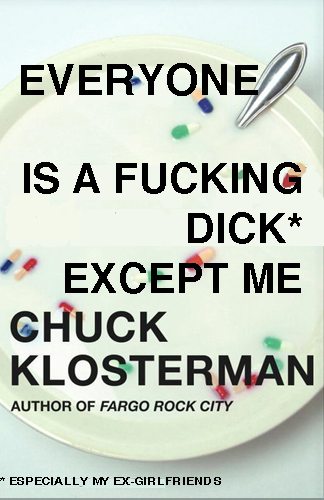 EVERYONE
IS A FUCKING
DICK*
EXCEPT ME
CHUCK
KLOSTERMAN
AUTHOR OF FARGO ROCK CITY
* ESPECIALLY MY EX-GIRLFRIENDS